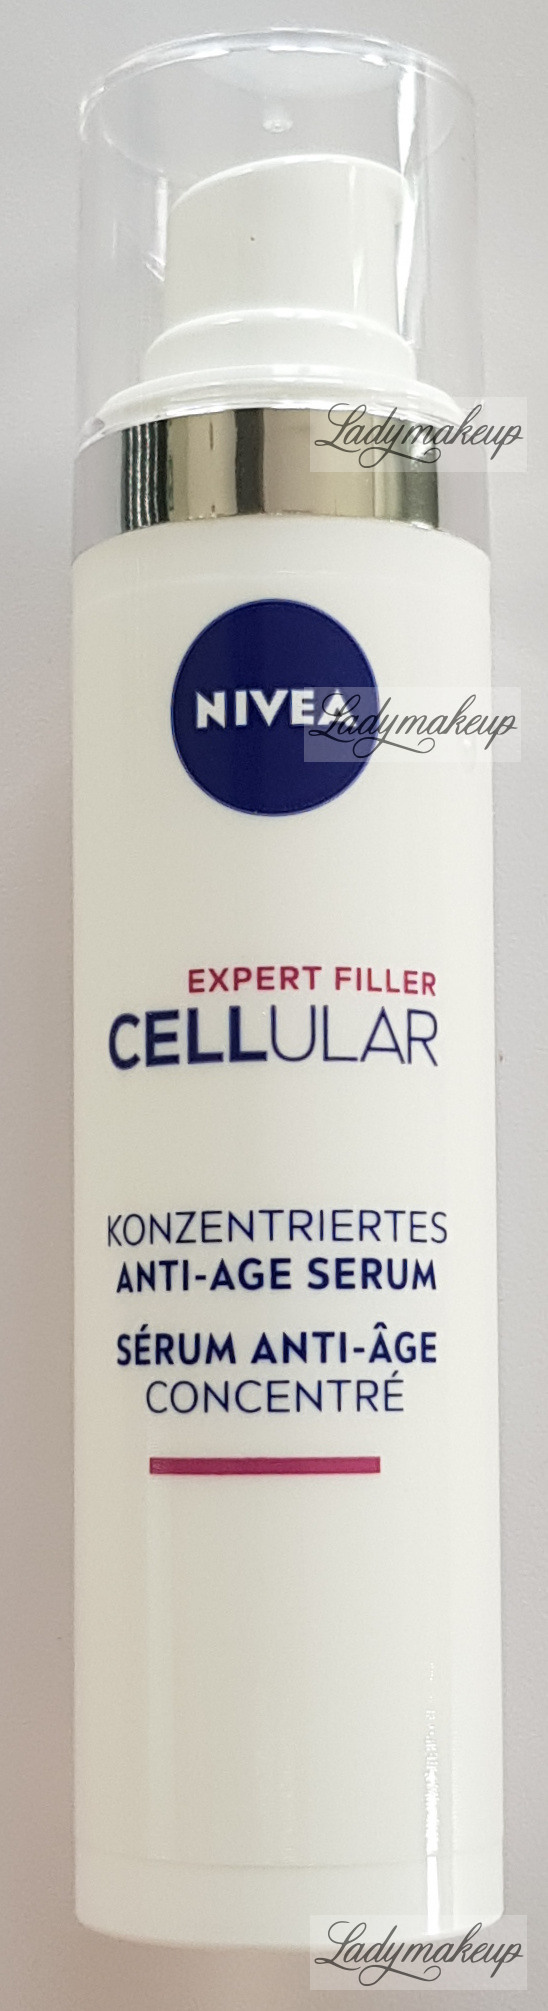 Ladymakeup
NIVEA
Ladymakeup
EXPERT FILLER
CELLULAR
KONZENTRIERTES
ANTI-AGE SERUM
SÉRUM ANTI-ÂGE
CONCENTRÉ
Ladymakeup